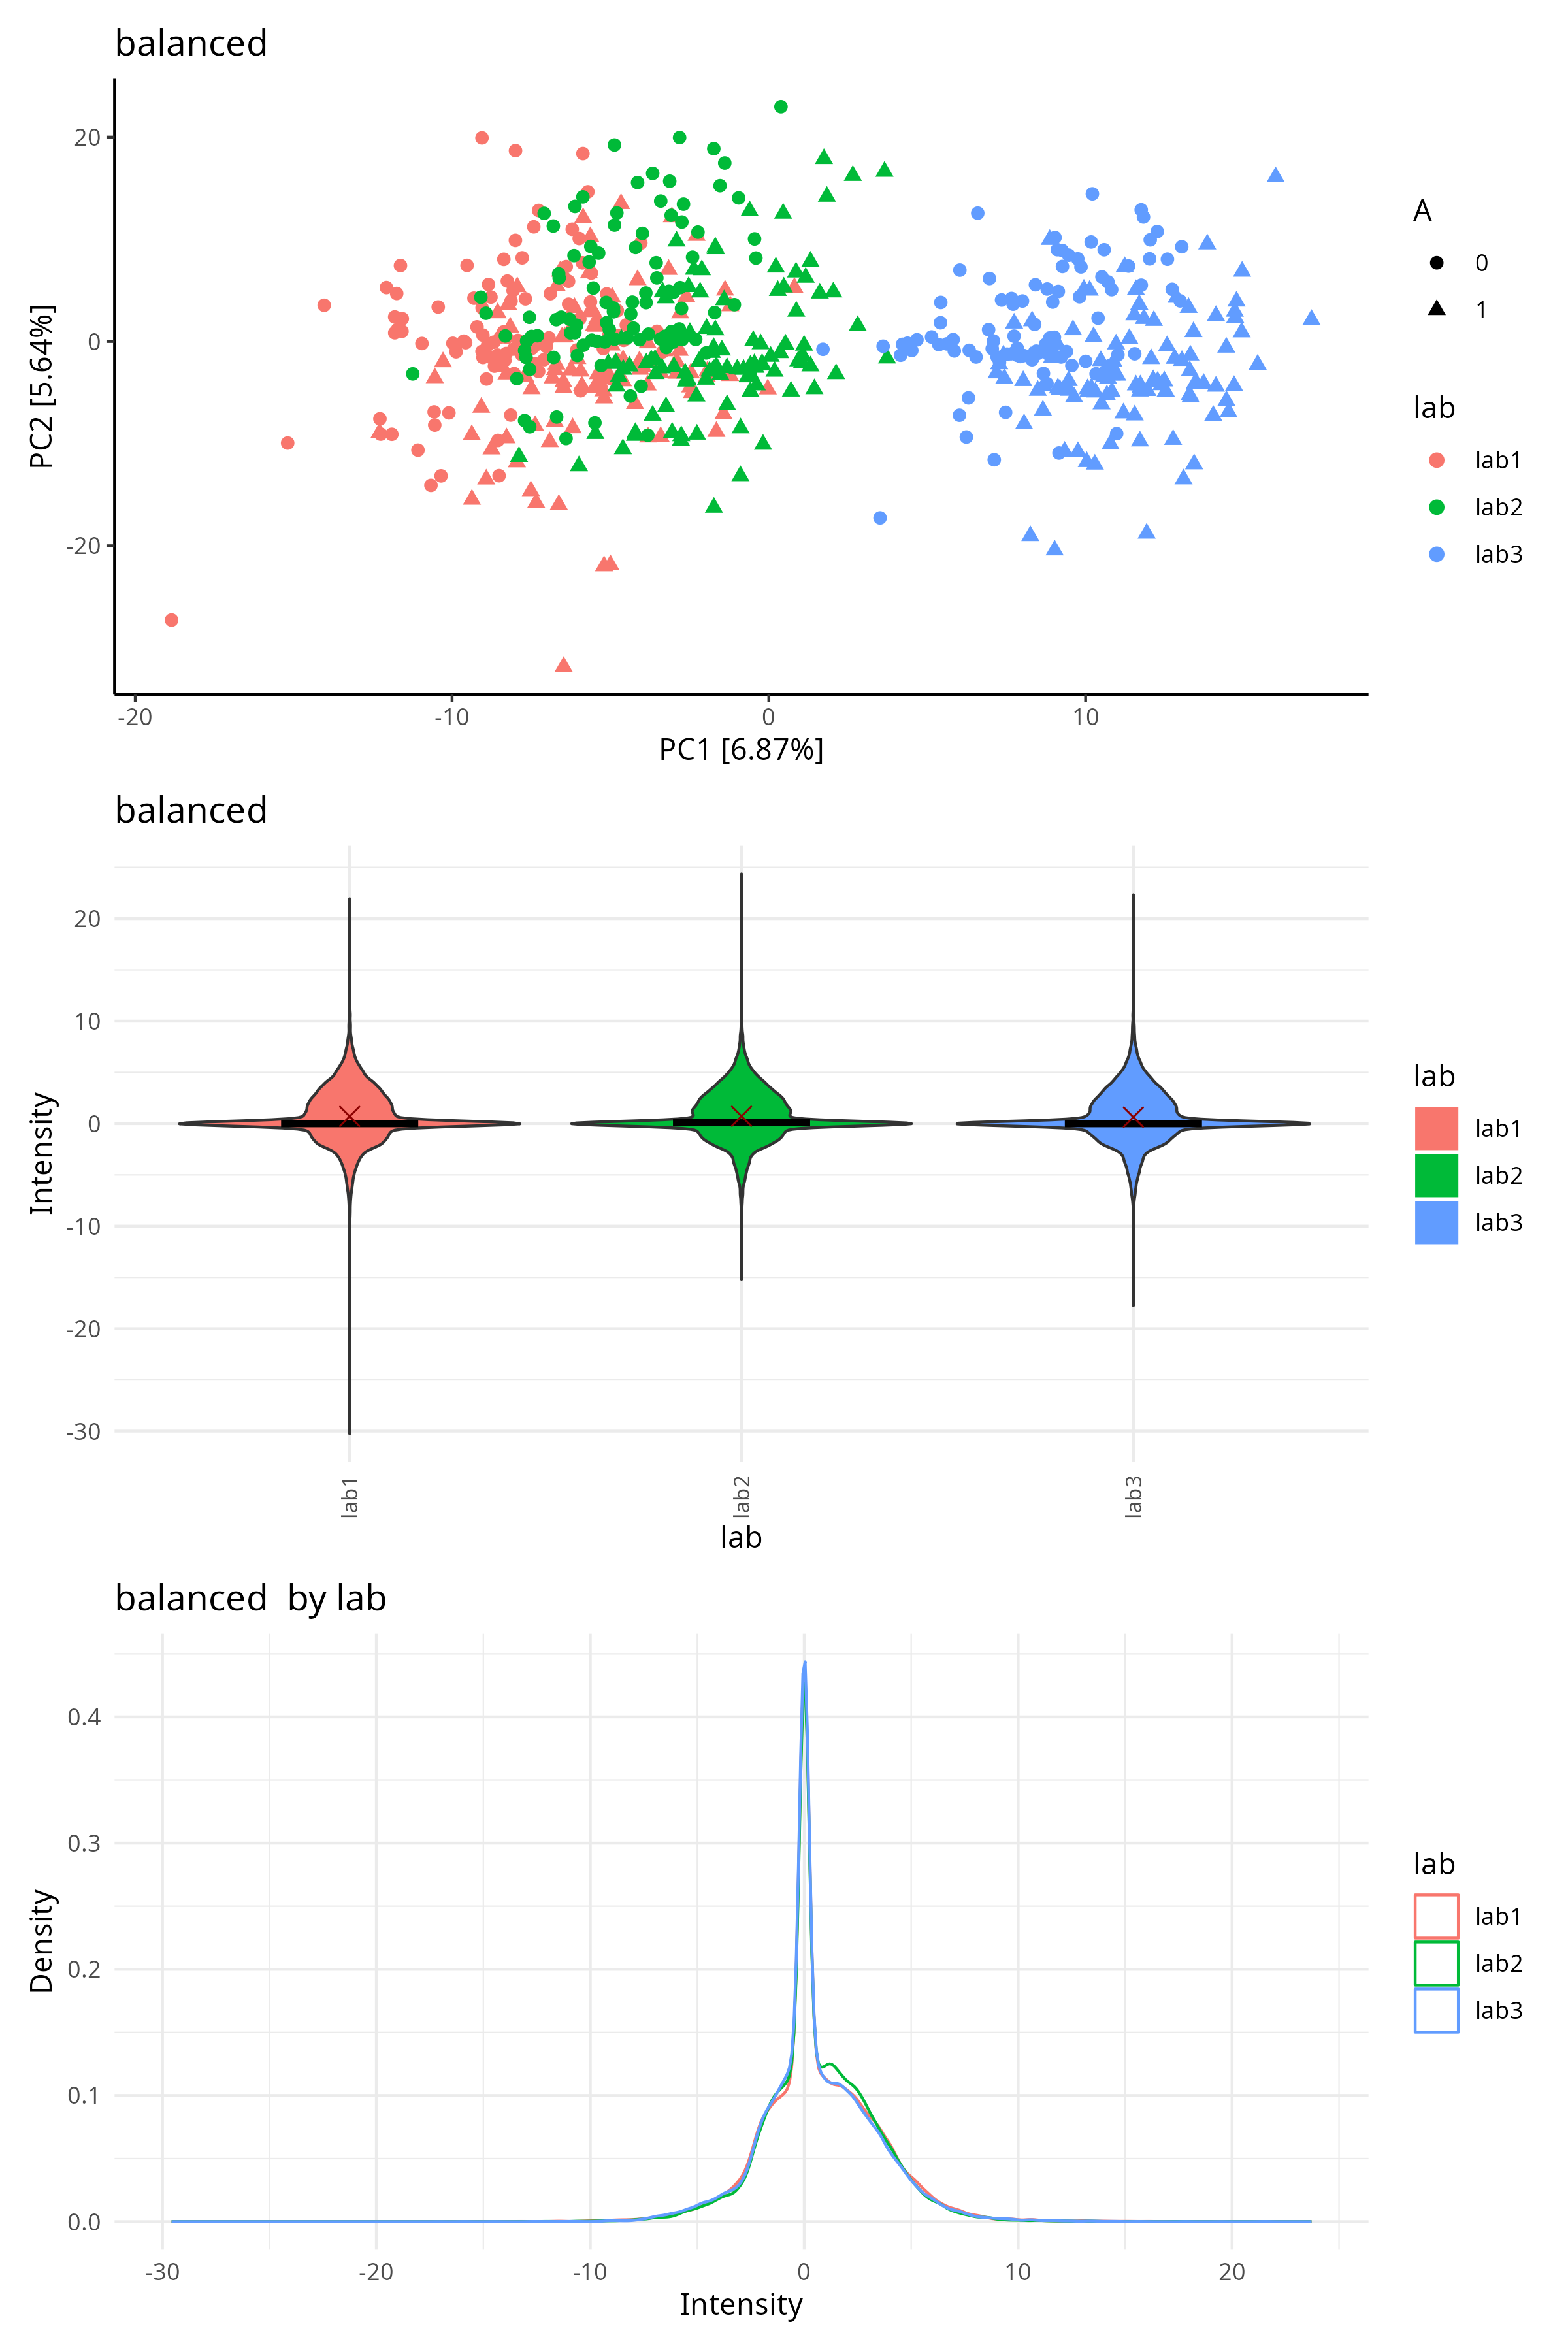 balanced
20
0
-20
PC2 [5.64%]
-20
-10
0
10
PC1 [6.87%]
A
0
1
lab
lab1
lab2
lab3
balanced
20
10
0
-10
-20
-30
Intensity
lab1
lab2
lab3
lab
lab
lab1
lab2
lab3
balanced  by lab
0.4
0.3
0.2
0.1
0.0
Density
-30
-20
-10
0
10
20
Intensity
lab
lab1
lab2
lab3